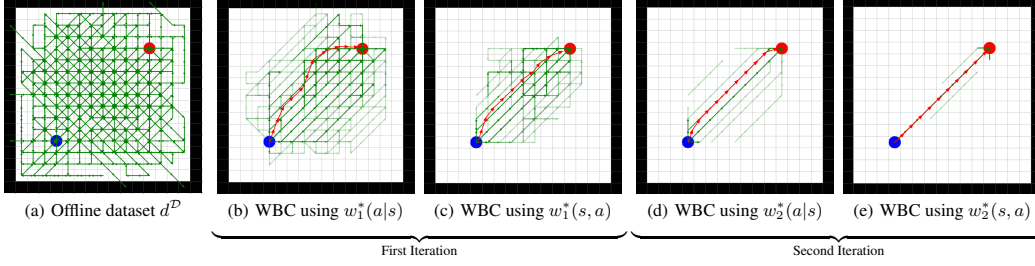 (a) Offline dataset $d^{\mathcal{D}}$
(b) WBC using $w_1^*(a|s)$
(c) WBC using $w_1^*(s, a)$
(d) WBC using $w_2^*(a|s)$
(e) WBC using $w_2^*(s, a)$
First Iteration
Second Iteration